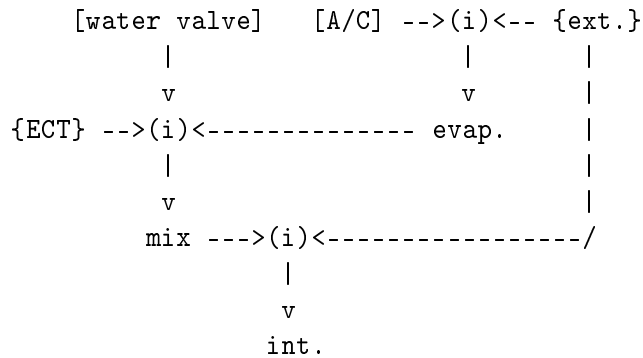 [water valve] [A/C] -->(i)<-- {ext.}
| | |
v v |
{ECT} -->(i)<-------------- evap. |
| |
v |
mix --->(i)<-----------------/
|
v
int.